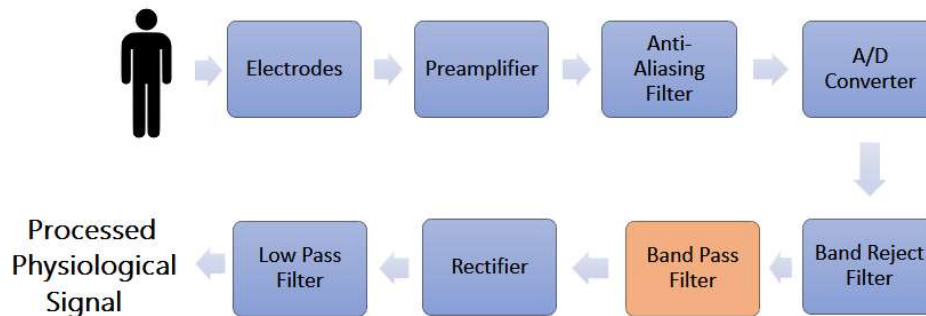 Electrodes
Preamplifier
Anti-
Aliasing
Filter
A/D
Converter
Processed
Physiological
Signal
Low Pass
Filter
Rectifier
Band Pass
Filter
Band Reject
Filter